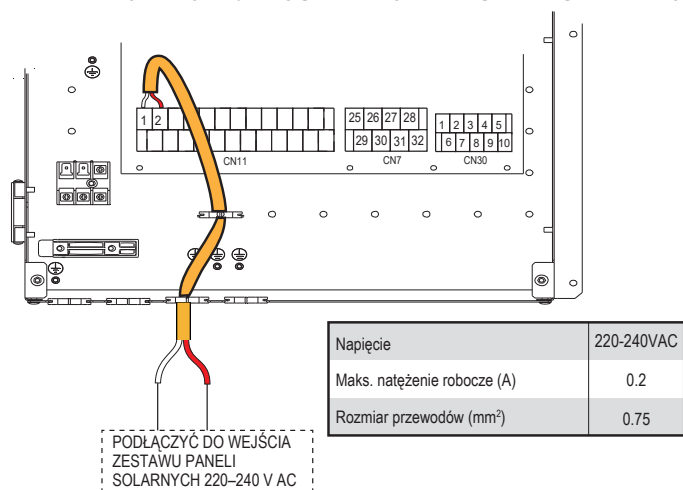 1 2
25 26 27 28
1 2 3 4 5
29 30 31 32
6 7 8 9 10
CN11
CN7
CN30
Napięcie 220-240VAC
Maks. natężenie robocze (A) 0.2
Rozmiar przewodów (mm²) 0.75
PODŁĄCZYĆ DO WEJŚCIA
ZESTAWU PANELI
SOLARNYCH 220–240 V AC